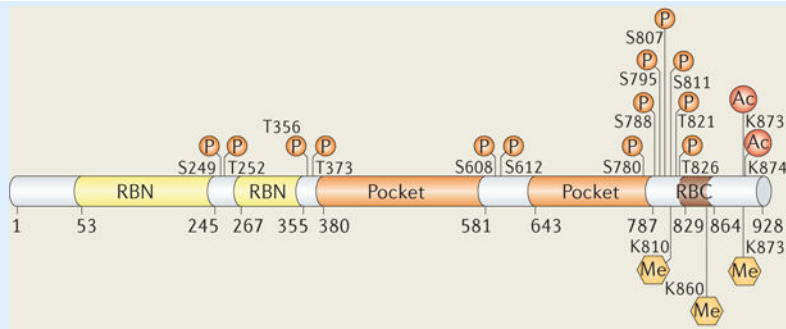 P
S807
P P
S795 S811
P P Ac
S788 T821 K873
T356
P P P P P P P P Ac
S249 T252 T373 S608 S612 S780 T826 K874
RBN RBN Pocket Pocket RBC
1 53 245 267 355 380 581 643 787 829 864 928
K810 K873
Me K860 Me
Me